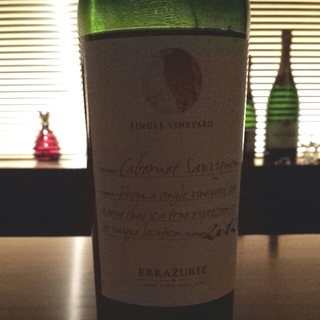 SINGLE VINEYARD
Cabernet Sauvignon
From a single vineyard
a wine that is a true expression
of unique location.
ERRAZURIZ